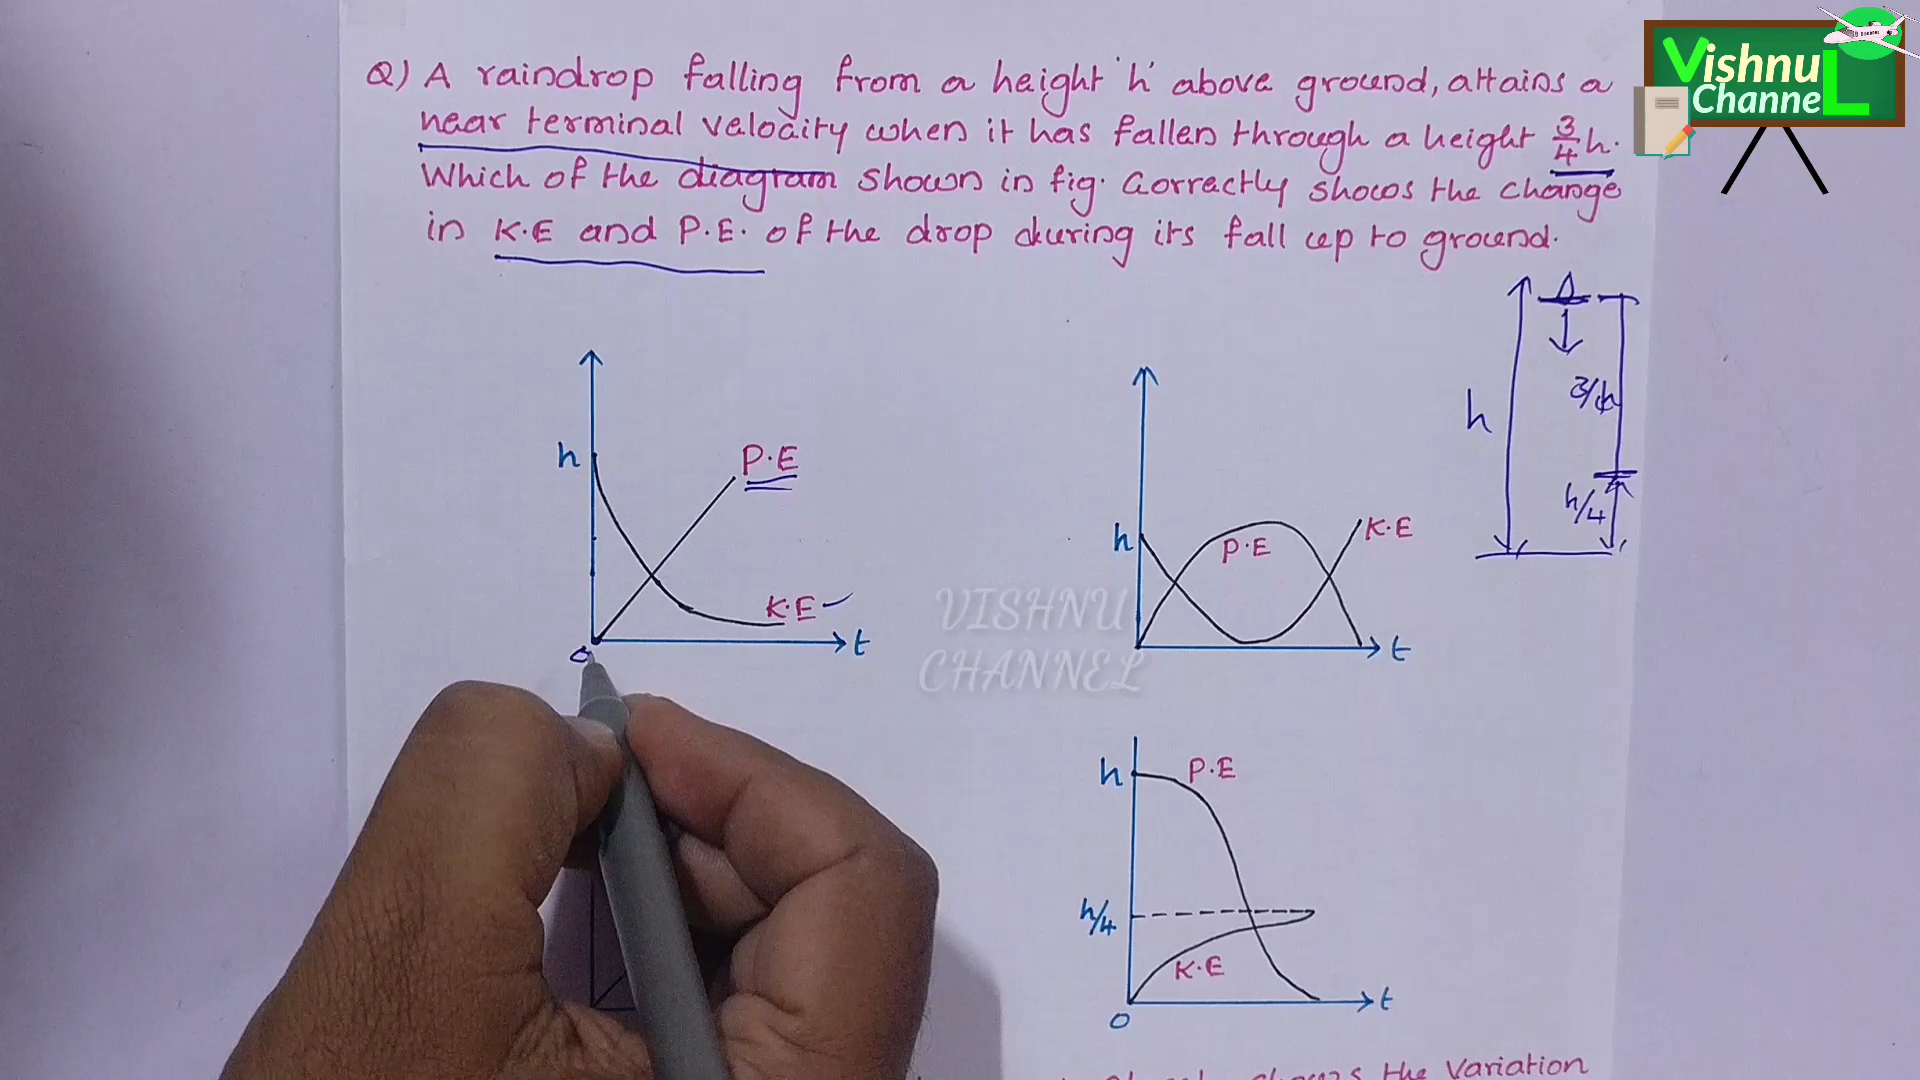 Vishnu
Channel
Q) A raindrop falling from a height 'h' above ground, attains a
near terminal velocity when it has fallen through a height 3/4 h.
Which of the diagram shown in fig. correctly shows the change
in K.E and P.E. of the drop during its fall up to ground.
h
P.E
K.E
t
o
h
P.E
K.E
t
h
3/4h
h/4
VISHNU
CHANNEL
h
P.E
h/4
K.E
t
O
shows the variation